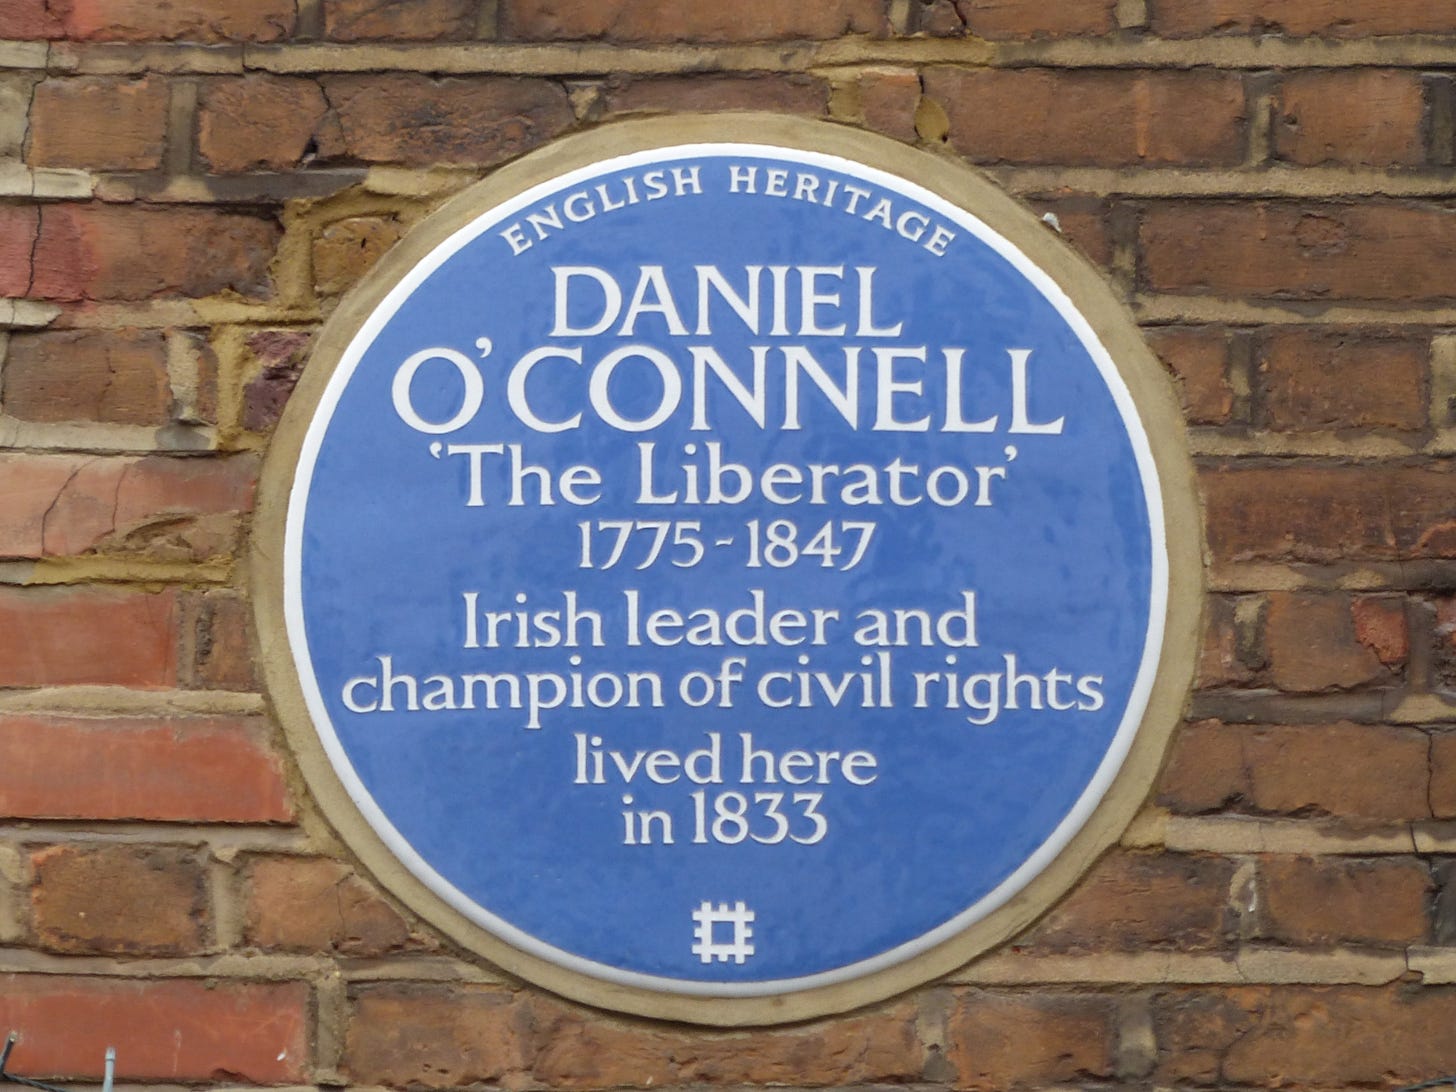 ENGLISH HERITAGE
DANIEL
O'CONNELL
‘The Liberator’
1775-1847
Irish leader and
champion of civil rights
lived here
in 1833